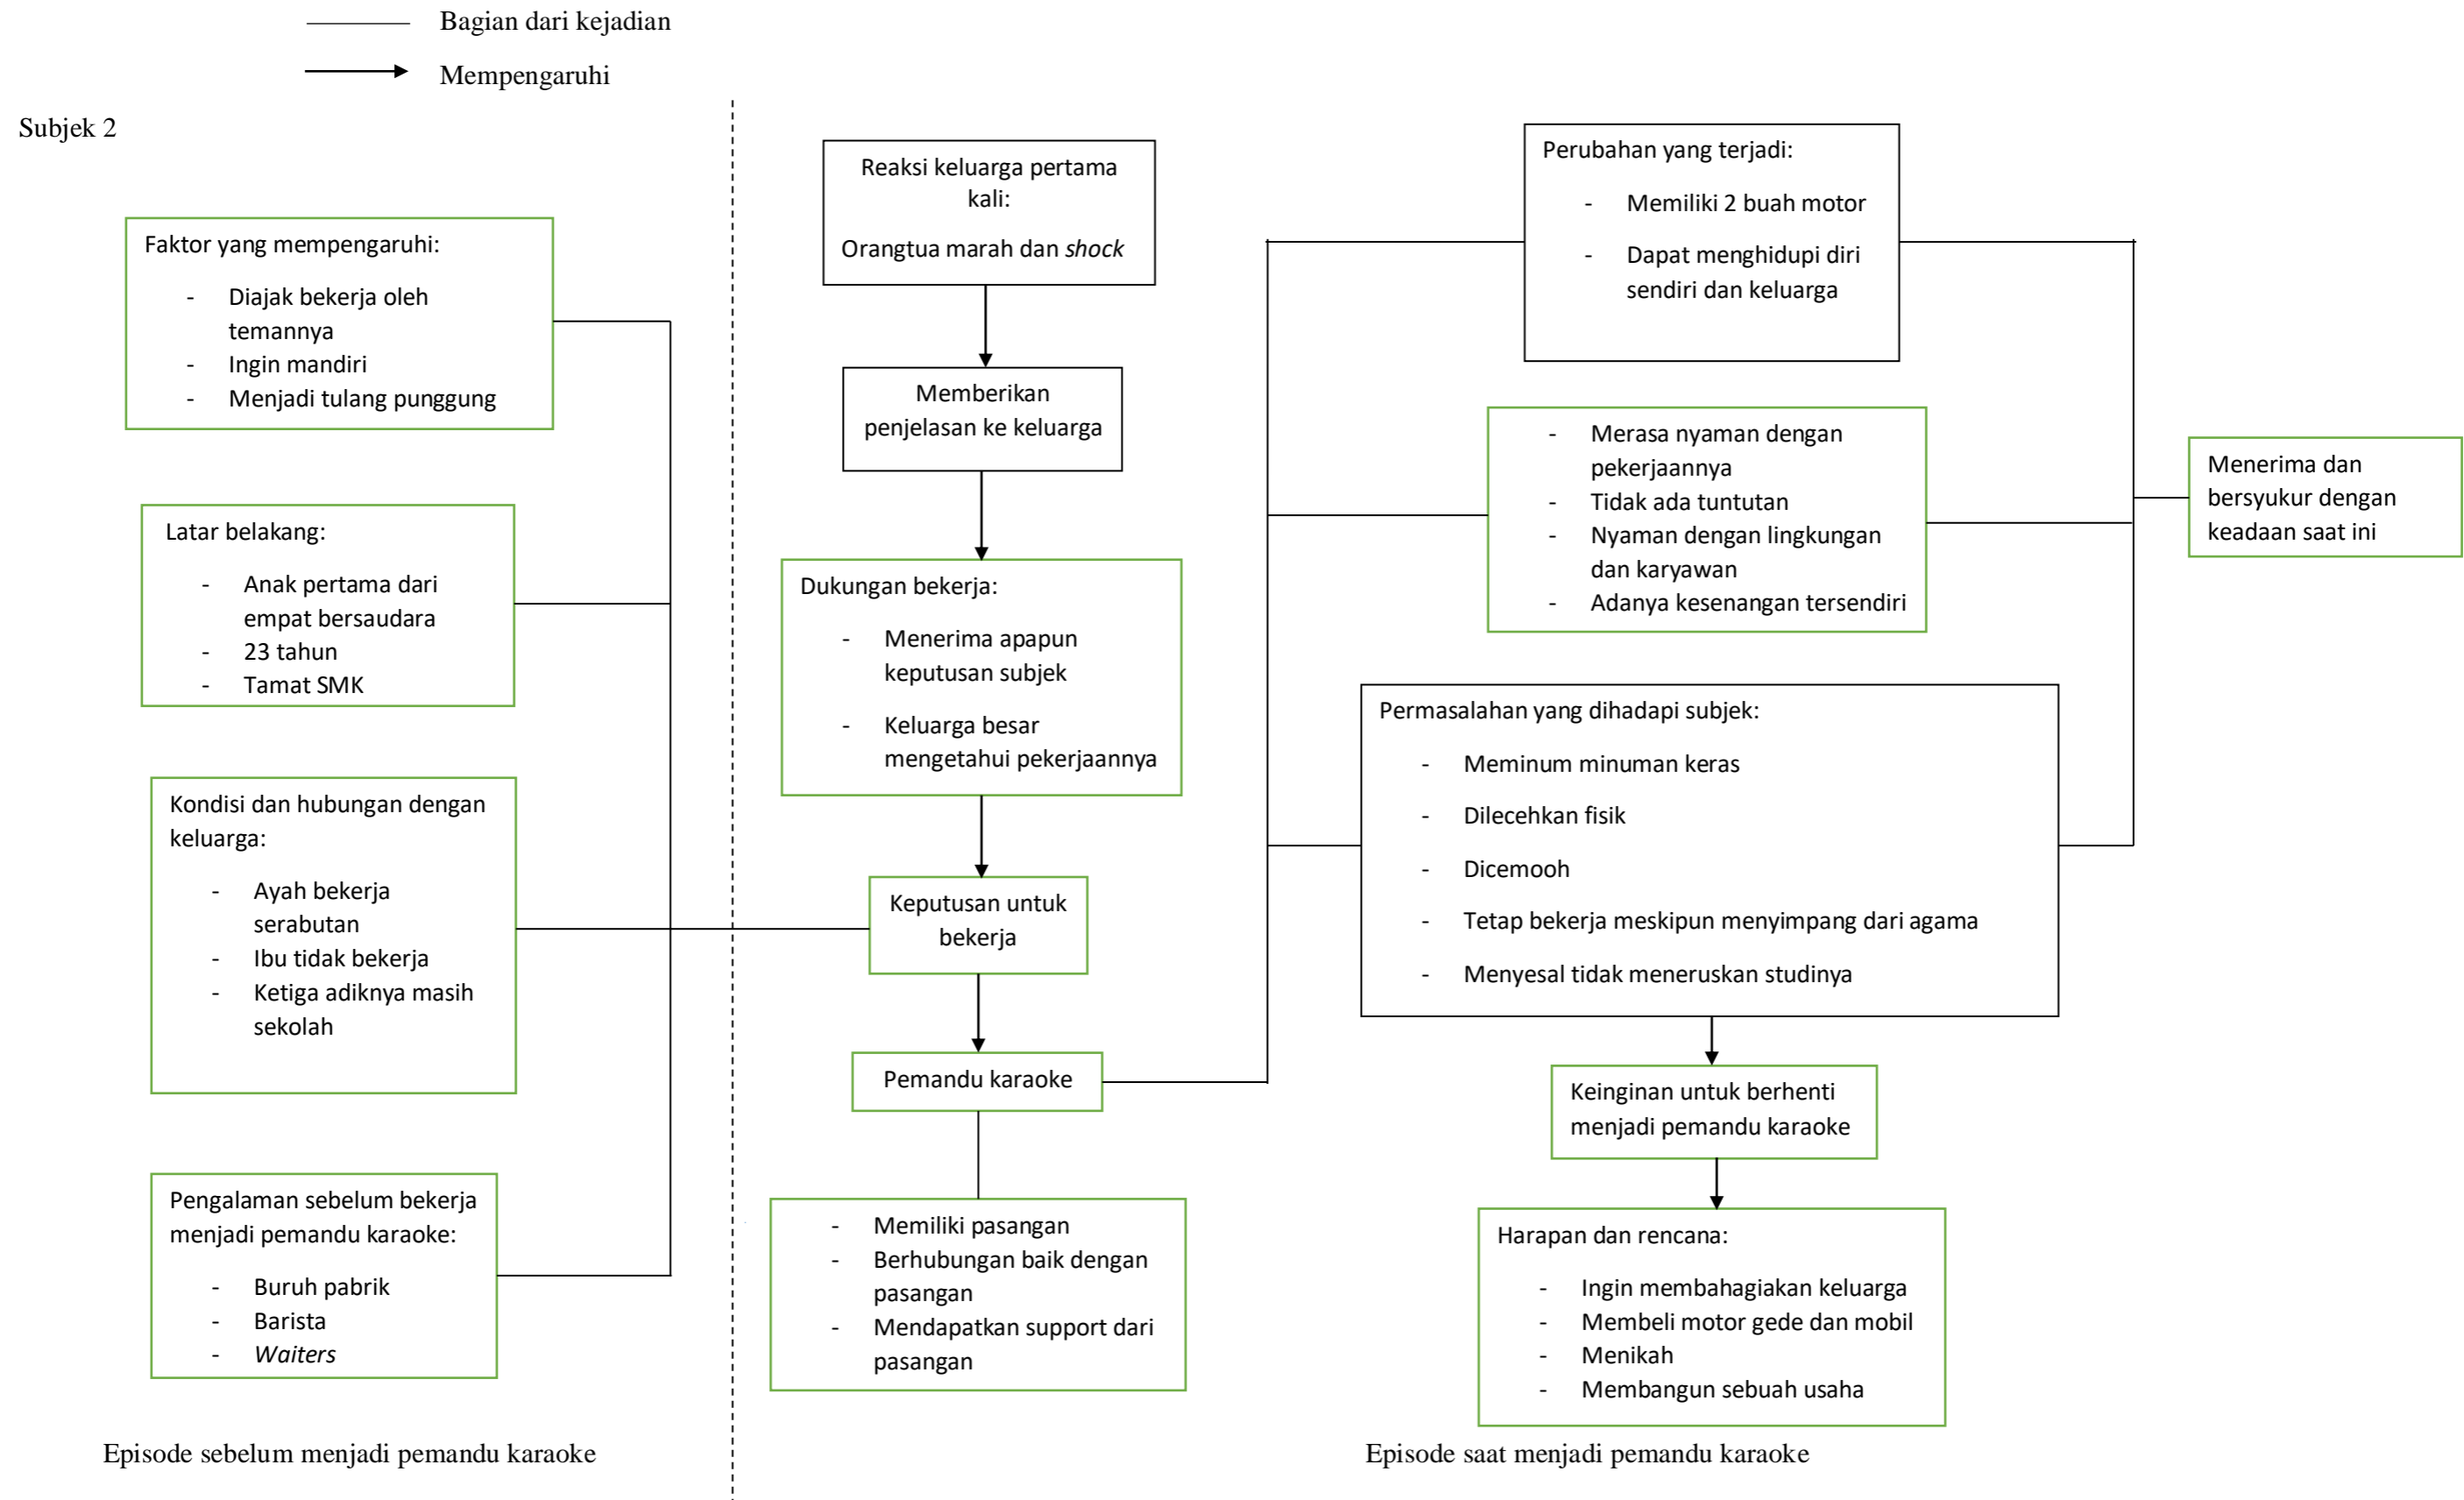 Bagian dari kejadian
Mempengaruhi
Subjek 2
Faktor yang mempengaruhi:
- Diajak bekerja oleh
temannya
- Ingin mandiri
- Menjadi tulang punggung
Latar belakang:
- Anak pertama dari
empat bersaudara
- 23 tahun
- Tamat SMK
Kondisi dan hubungan dengan
keluarga:
- Ayah bekerja
serabutan
- Ibu tidak bekerja
- Ketiga adiknya masih
sekolah
Pengalaman sebelum bekerja
menjadi pemandu karaoke:
- Buruh pabrik
- Barista
- Waiters
Episode sebelum menjadi pemandu karaoke
Reaksi keluarga pertama
kali:
Orangtua marah dan shock
Memberikan
penjelasan ke keluarga
Dukungan bekerja:
- Menerima apapun
keputusan subjek
- Keluarga besar
mengetahui pekerjaannya
Keputusan untuk
bekerja
Pemandu karaoke
- Memiliki pasangan
- Berhubungan baik dengan
pasangan
- Mendapatkan support dari
pasangan
Perubahan yang terjadi:
- Memiliki 2 buah motor
- Dapat menghidupi diri
sendiri dan keluarga
- Merasa nyaman dengan
pekerjaannya
- Tidak ada tuntutan
- Nyaman dengan lingkungan
dan karyawan
- Adanya kesenangan tersendiri
Permasalahan yang dihadapi subjek:
- Meminum minuman keras
- Dilecehkan fisik
- Dicemooh
- Tetap bekerja meskipun menyimpang dari agama
- Menyesal tidak meneruskan studinya
Keinginan untuk berhenti
menjadi pemandu karaoke
Harapan dan rencana:
- Ingin membahagiakan keluarga
- Membeli motor gede dan mobil
- Menikah
- Membangun sebuah usaha
Menerima dan
bersyukur dengan
keadaan saat ini
Episode saat menjadi pemandu karaoke